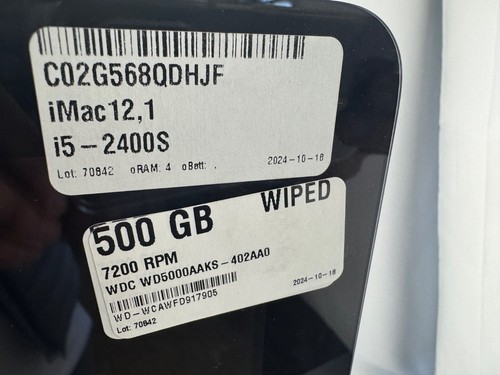 C02G568QDHJF
iMac12,1
i5-2400S
Lot: 70842 oRAM: 4 oBatt: . 2024-10-18
500 GB WIPED
7200 RPM
WDC WD5000AAKS-402AA0
WD-WCAWFD917905 2024-10-18
Lot: 70842